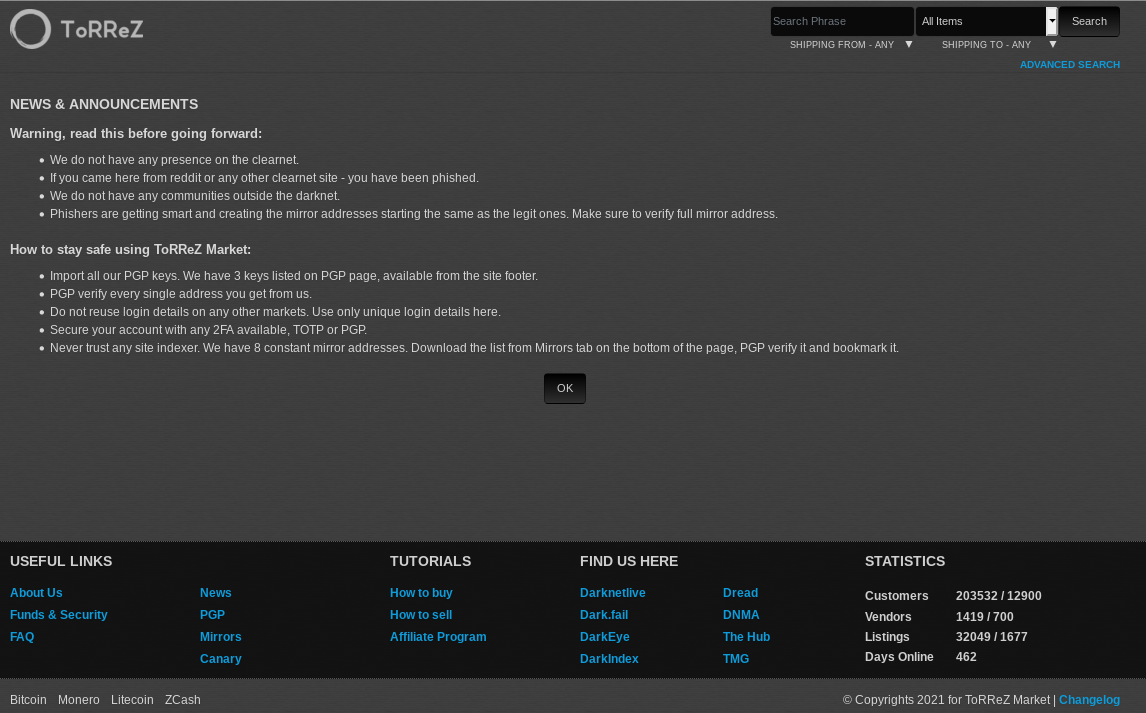 ToRReZ
Search Phrase All Items Search
SHIPPING FROM - ANY ▼ SHIPPING TO - ANY ▼
ADVANCED SEARCH
NEWS & ANNOUNCEMENTS
Warning, read this before going forward:
• We do not have any presence on the clearnet.
• If you came here from reddit or any other clearnet site - you have been phished.
• We do not have any communities outside the darknet.
• Phishers are getting smart and creating the mirror addresses starting the same as the legit ones. Make sure to verify full mirror address.
How to stay safe using ToRReZ Market:
• Import all our PGP keys. We have 3 keys listed on PGP page, available from the site footer.
• PGP verify every single address you get from us.
• Do not reuse login details on any other markets. Use only unique login details here.
• Secure your account with any 2FA available, TOTP or PGP.
• Never trust any site indexer. We have 8 constant mirror addresses. Download the list from Mirrors tab on the bottom of the page, PGP verify it and bookmark it.
OK
USEFUL LINKS
About Us
Funds & Security
FAQ
News
PGP
Mirrors
Canary
TUTORIALS
How to buy
How to sell
Affiliate Program
FIND US HERE
Darknetlive
Dark.fail
DarkEye
DarkIndex
Dread
DNMA
The Hub
TMG
STATISTICS
Customers 203532 / 12900
Vendors 1419 / 700
Listings 32049 / 1677
Days Online 462
Bitcoin Monero Litecoin ZCash
© Copyrights 2021 for ToRReZ Market | Changelog